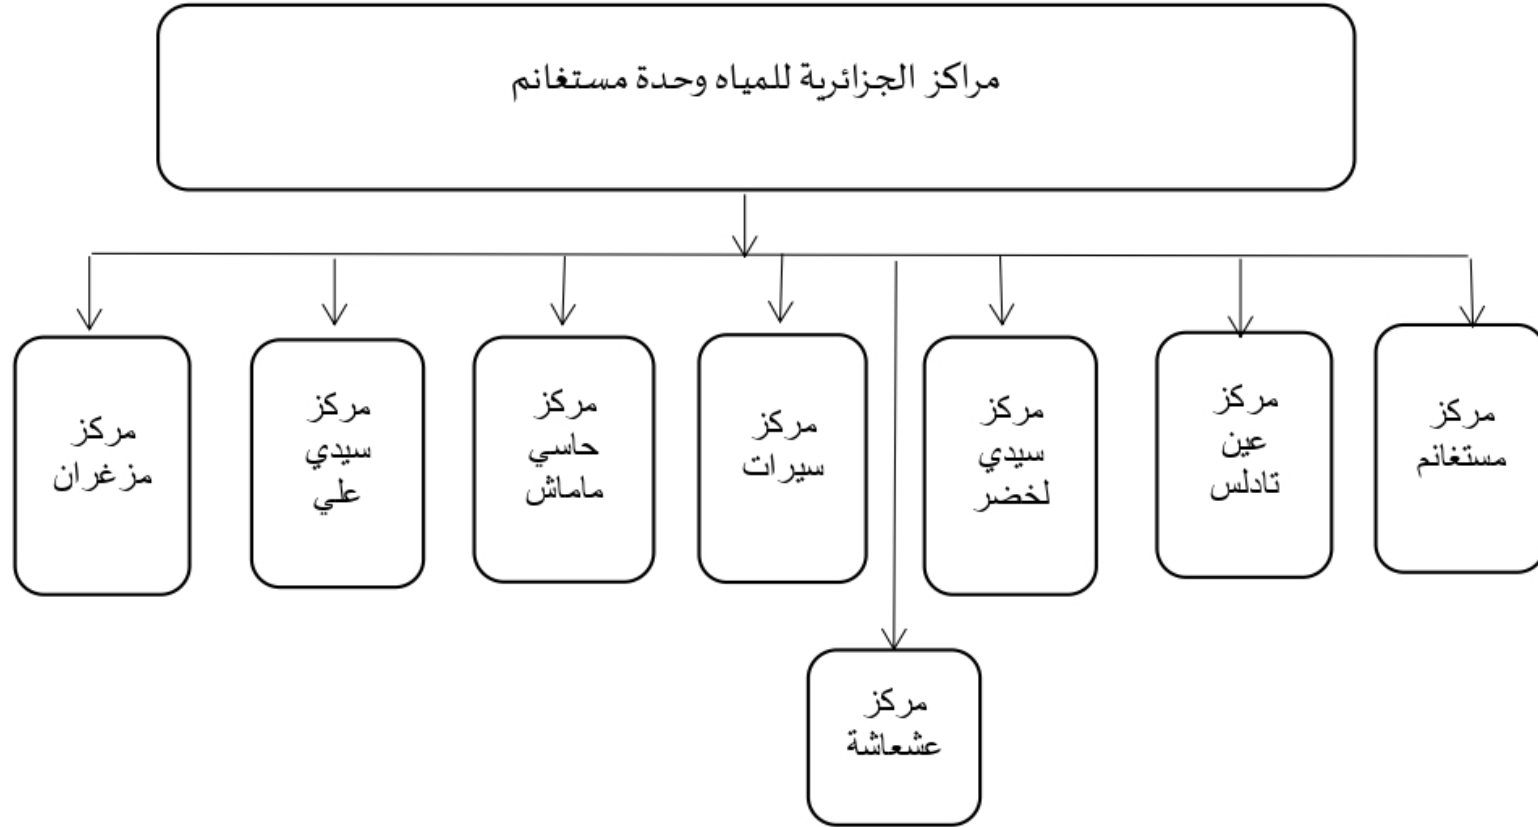 مراكز الجزائرية للمياه وحدة مستغانم
مركز
مستغانم
مركز
عين
تادلس
مركز
سيدي
لخضر
مركز
سيرات
مركز
حاسي
ماماش
مركز
سيدي
علي
مركز
مزغران
مركز
عشعاشة